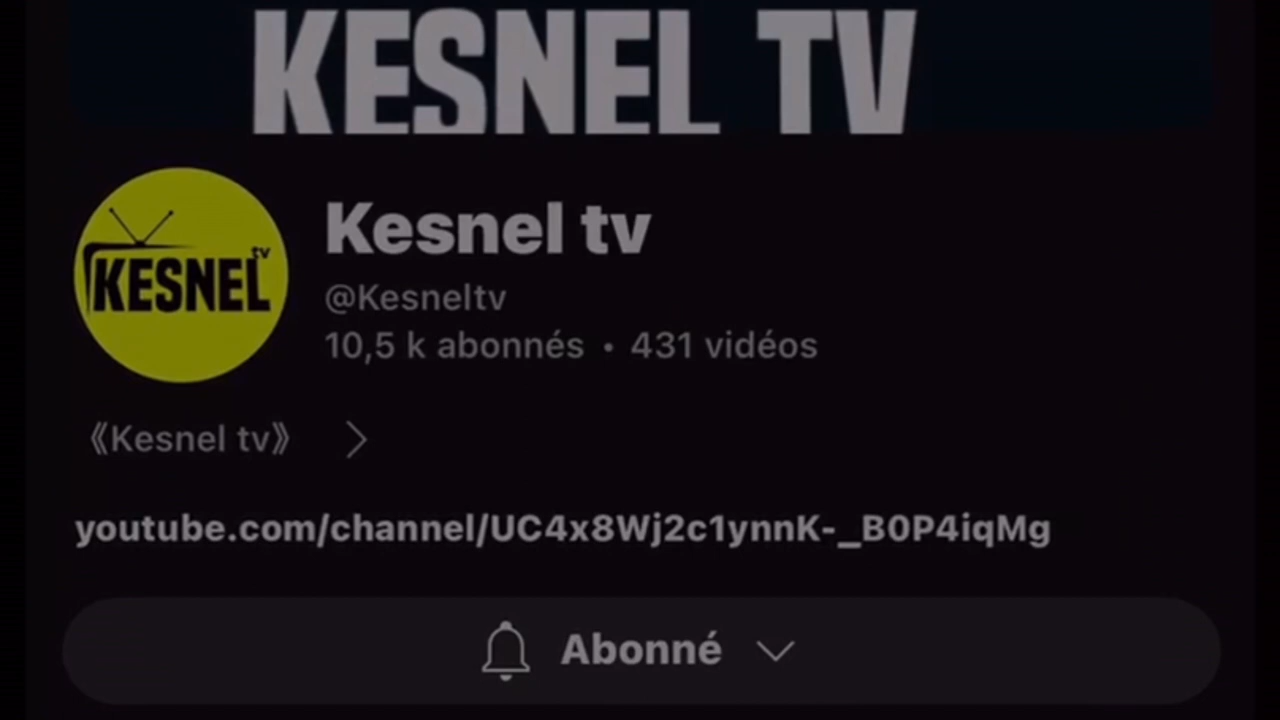 KESNEL TV
KESNEL tv
Kesnel tv
@Kesneltv
10,5 k abonnés • 431 vidéos
《Kesnel tv》 >
youtube.com/channel/UC4x8Wj2c1ynnK-_B0P4iqMg
Abonné